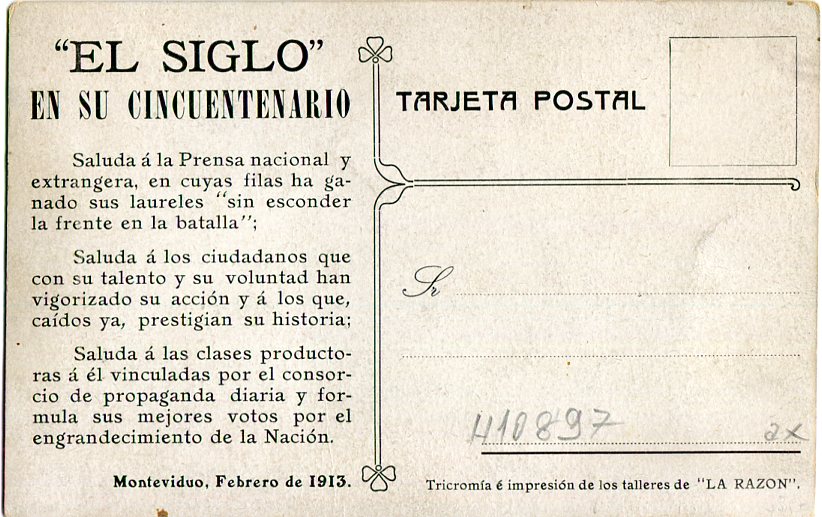 "EL SIGLO"
EN SU CINCUENTENARIO
Saluda á la Prensa nacional y
extrangera, en cuyas filas ha ga-
nado sus laureles "sin esconder
la frente en la batalla";
Saluda á los ciudadanos que
con su talento y su voluntad han
vigorizado su acción y á los que,
caídos ya, prestigian su historia;
Saluda á las clases producto-
ras á él vinculadas por el consor-
cio de propaganda diaria y for-
mula sus mejores votos por el
engrandecimiento de la Nación.
Monteviduo, Febrero de 1913.
TARJETA POSTAL
Sr
410897
ax
Tricromía é impresión de los talleres de "LA RAZON".